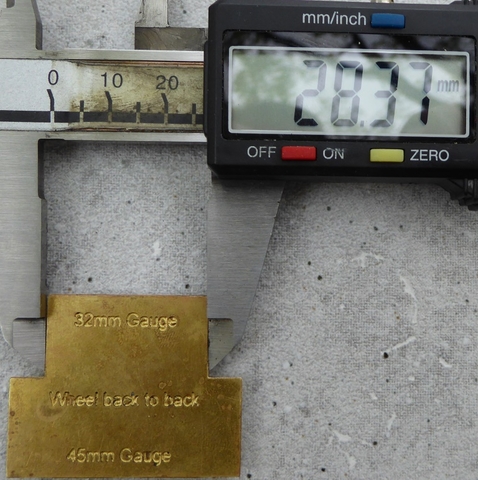 mm/inch
28.37 mm
0 10 20
OFF ON ZERO
32mm Gauge
Wheel back to back
45mm Gauge